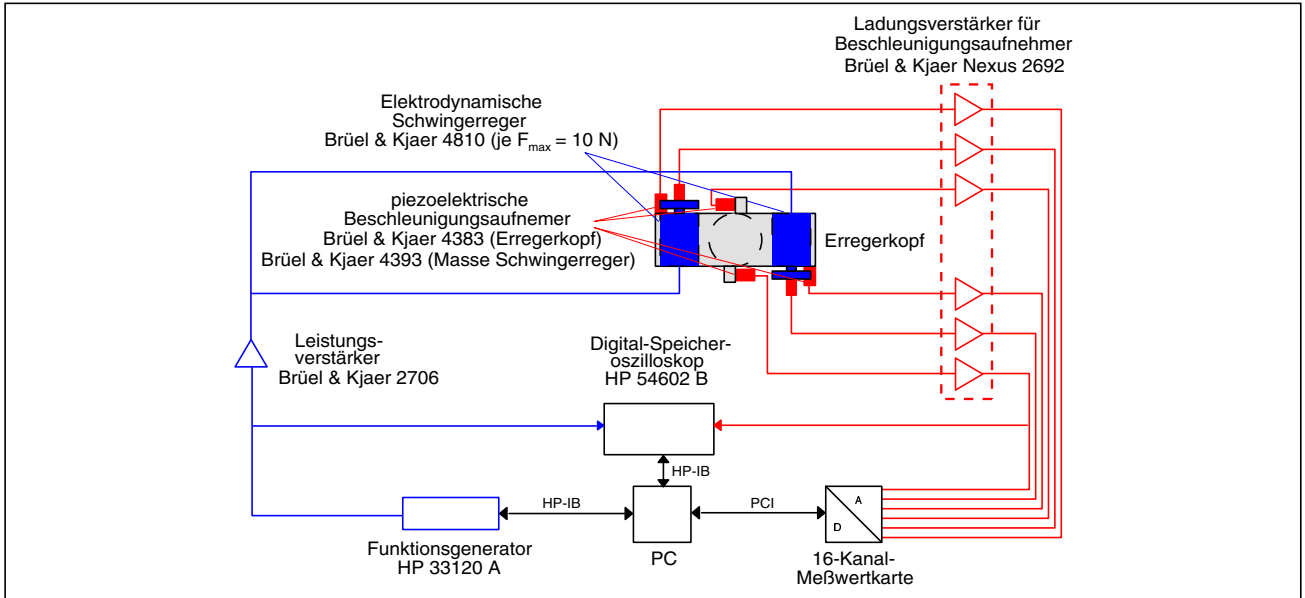 Ladungsverstärker für
Beschleunigungsaufnehmer
Brüel & Kjaer Nexus 2692
Elektrodynamische
Schwingerreger
Brüel & Kjaer 4810 (je Fmax = 10 N)
piezoelektrische
Beschleunigungsaufnemer
Brüel & Kjaer 4383 (Erregerkopf)
Brüel & Kjaer 4393 (Masse Schwingerreger)
Erregerkopf
Leistungs-
verstärker
Brüel & Kjaer 2706
Digital-Speicher-
oszilloskop
HP 54602 B
HP-IB
HP-IB
PCI
A
D
Funktionsgenerator
HP 33120 A
PC
16-Kanal-
Meßwertkarte